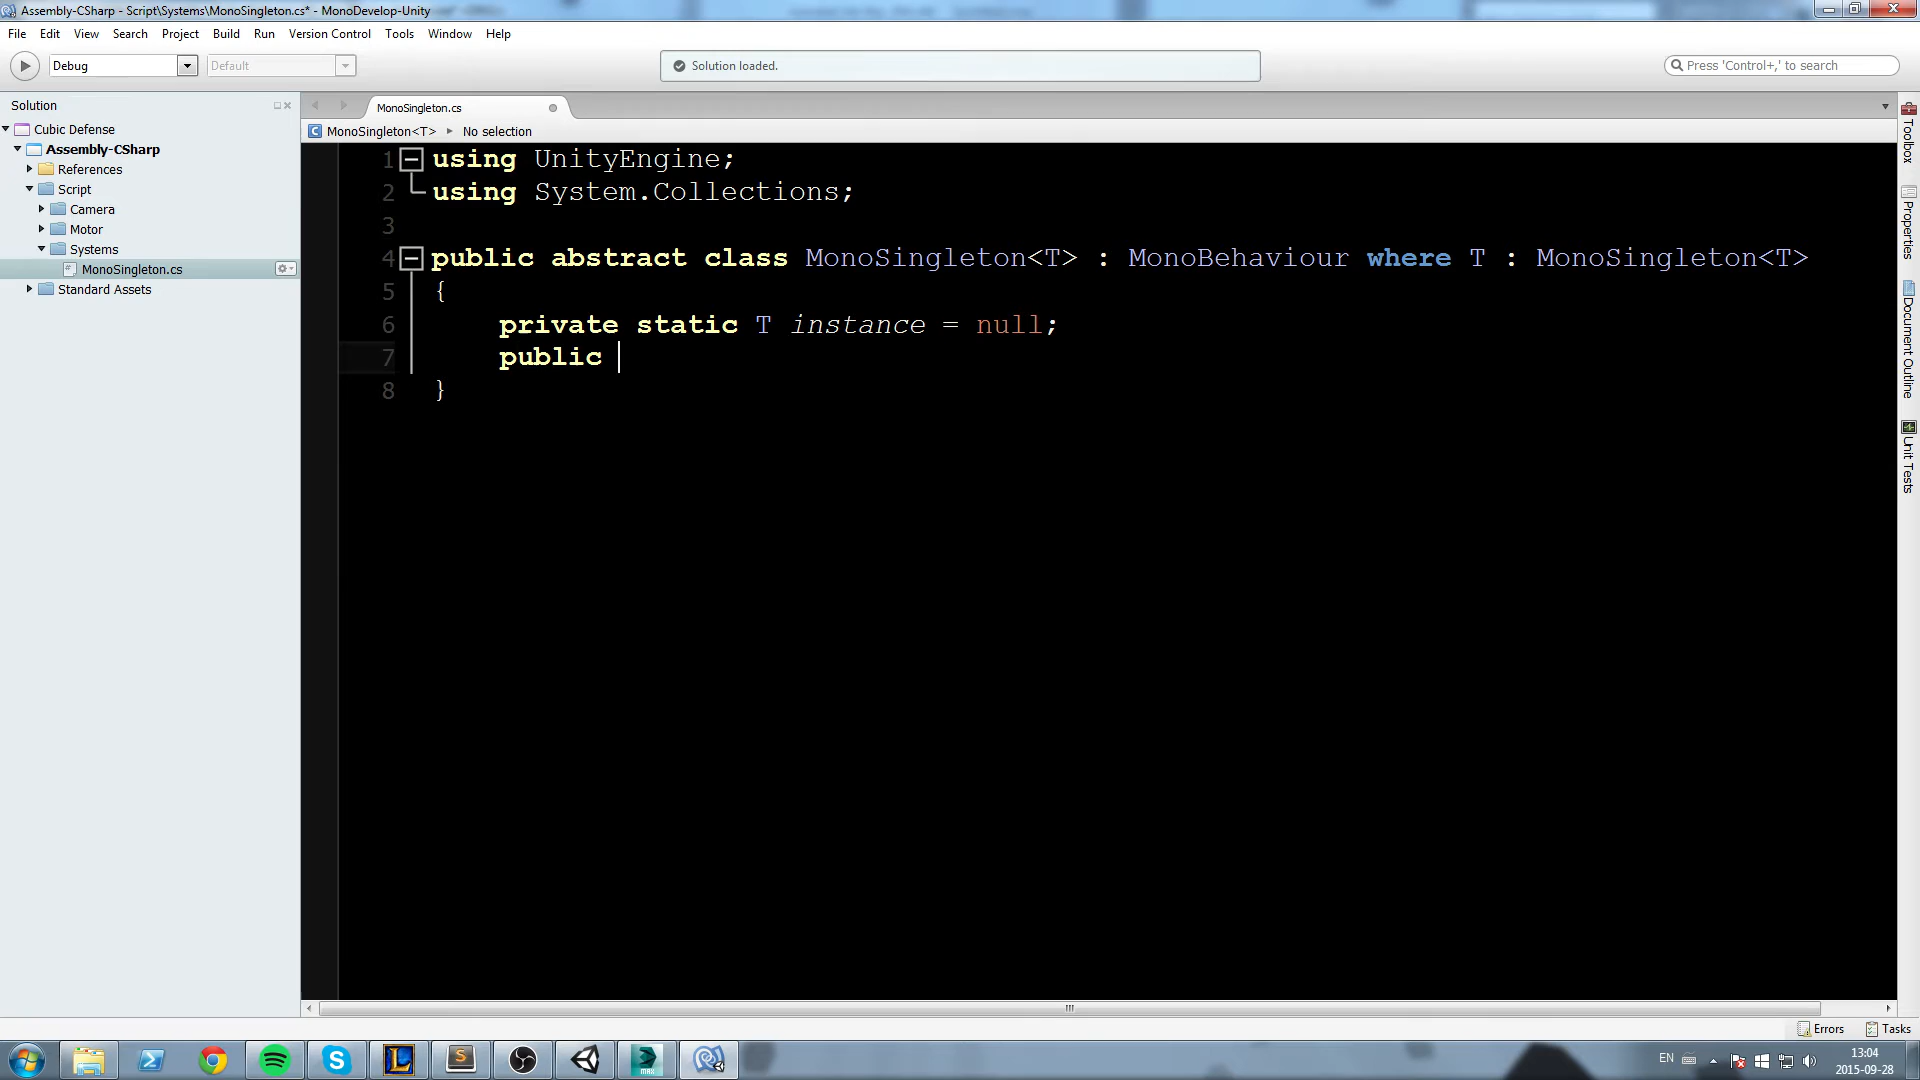 Assembly-CSharp - Script\Systems\MonoSingleton.cs* - MonoDevelop-Unity
File Edit View Search Project Build Run Version Control Tools Window Help
Debug Default Solution loaded. Press 'Control+,' to search
Solution
Cubic Defense
Assembly-CSharp
References
Script
Camera
Motor
Systems
MonoSingleton.cs
Standard Assets
MonoSingleton.cs
MonoSingleton<T> No selection
1 using UnityEngine;
2 using System.Collections;
3
4 public abstract class MonoSingleton<T> : MonoBehaviour where T : MonoSingleton<T>
5 {
6 private static T instance = null;
7 public
8 }
Toolbox
Properties
Document Outline
Unit Tests
Errors Tasks
MAX
EN
13:04
2015-09-28